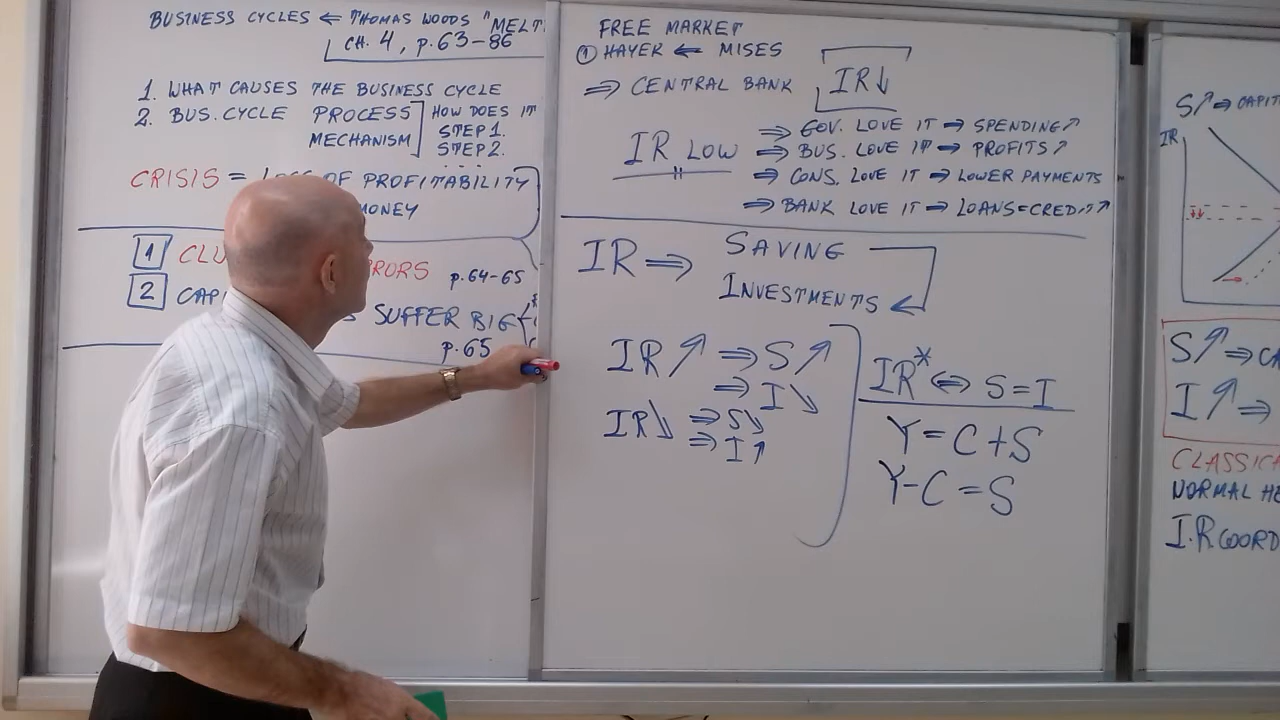 BUSINESS CYCLES ⇐ THOMAS WOODS "MELT
CH. 4, p. 63-86
1. WHAT CAUSES THE BUSINESS CYCLE
2. BUS. CYCLE PROCESS
MECHANISM
HOW DOES IT
STEP 1.
STEP 2.
...
CRISIS = OF PROFITABILITY
MONEY
1 CLU RRORS p. 64-65
2 CAPI SUFFER BIG
p. 65
FREE MARKET
① HAYER ⇐ MISES
⇒ CENTRAL BANK IR↓
IR LOW
⇒ GOV. LOVE IT ⇒ SPENDING↗
⇒ BUS. LOVE IT ⇒ PROFITS↗
⇒ CONS. LOVE IT ⇒ LOWER PAYMENTS
⇒ BANK LOVE IT ⇒ LOANS=CREDIT↗
IR ⇒ SAVING
INVESTMENTS
IR↗ ⇒ S↗
⇒ I↘
IR↘ ⇒ S↘
⇒ I↗
IR* ⇔ S=I
Y=C+S
Y-C=S
S↗ ⇒ CAPIT
IR
S↗ ⇒ CA
I↗ ⇒
CLASSICA
NORMAL HE
I.R. COORD